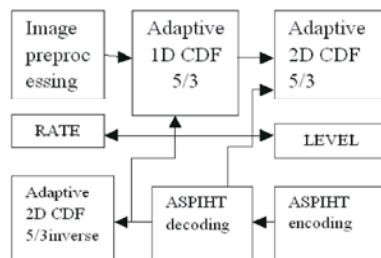 Image
preproc
essing
Adaptive
1D CDF
5/3
Adaptive
2D CDF
5/3
RATE
LEVEL
Adaptive
2D CDF
5/3inverse
ASPIHT
decoding
ASPIHT
encoding